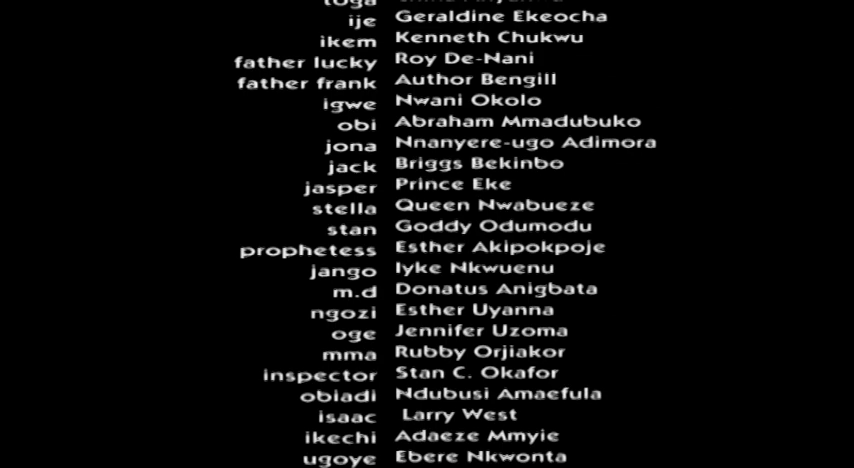 toga
ije Geraldine Ekeocha
ikem Kenneth Chukwu
father lucky Roy De-Nani
father frank Author Bengill
igwe Nwani Okolo
obi Abraham Mmadubuko
jona Nnanyere-ugo Adimora
jack Briggs Bekinbo
jasper Prince Eke
stella Queen Nwabueze
stan Goddy Odumodu
prophetess Esther Akipokpoje
jango Iyke Nkwuenu
m.d Donatus Anigbata
ngozi Esther Uyanna
oge Jennifer Uzoma
mma Rubby Orjiakor
inspector Stan C. Okafor
obiadi Ndubusi Amaefula
isaac Larry West
ikechi Adaeze Mmyie
ugoye Ebere Nkwonta